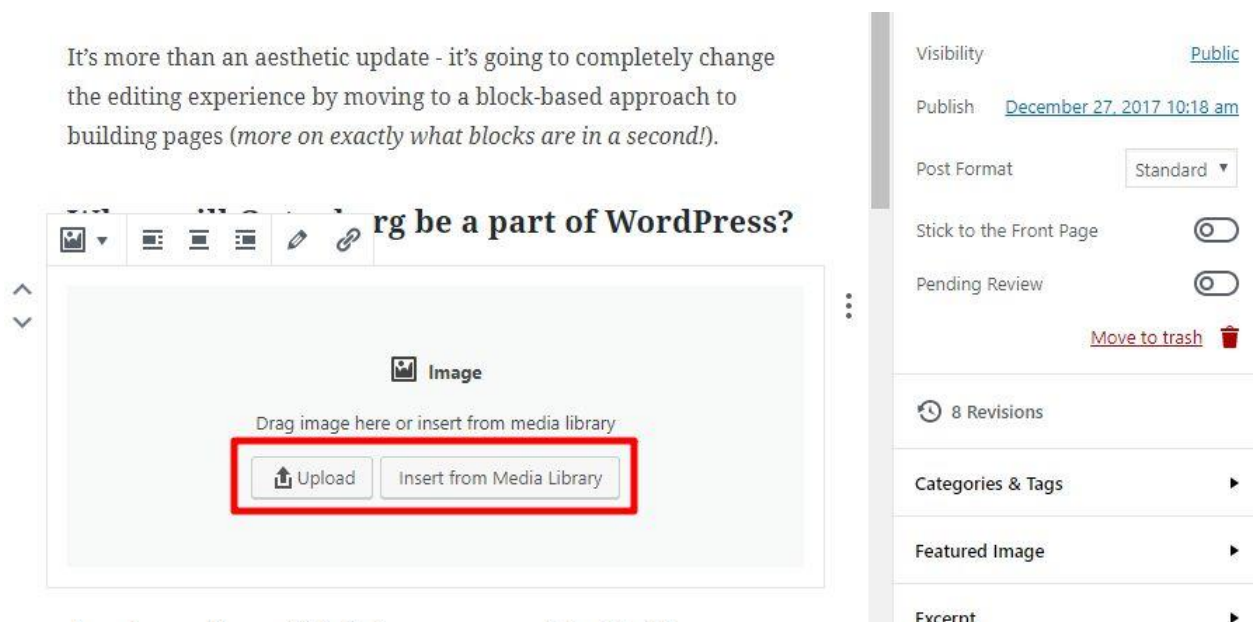 It’s more than an aesthetic update - it’s going to completely change
the editing experience by moving to a block-based approach to
building pages (more on exactly what blocks are in a second!).
rg be a part of WordPress?
Image
Drag image here or insert from media library
Upload
Insert from Media Library
Visibility Public
Publish December 27, 2017 10:18 am
Post Format Standard
Stick to the Front Page
Pending Review
Move to trash
8 Revisions
Categories & Tags
Featured Image
Excerpt